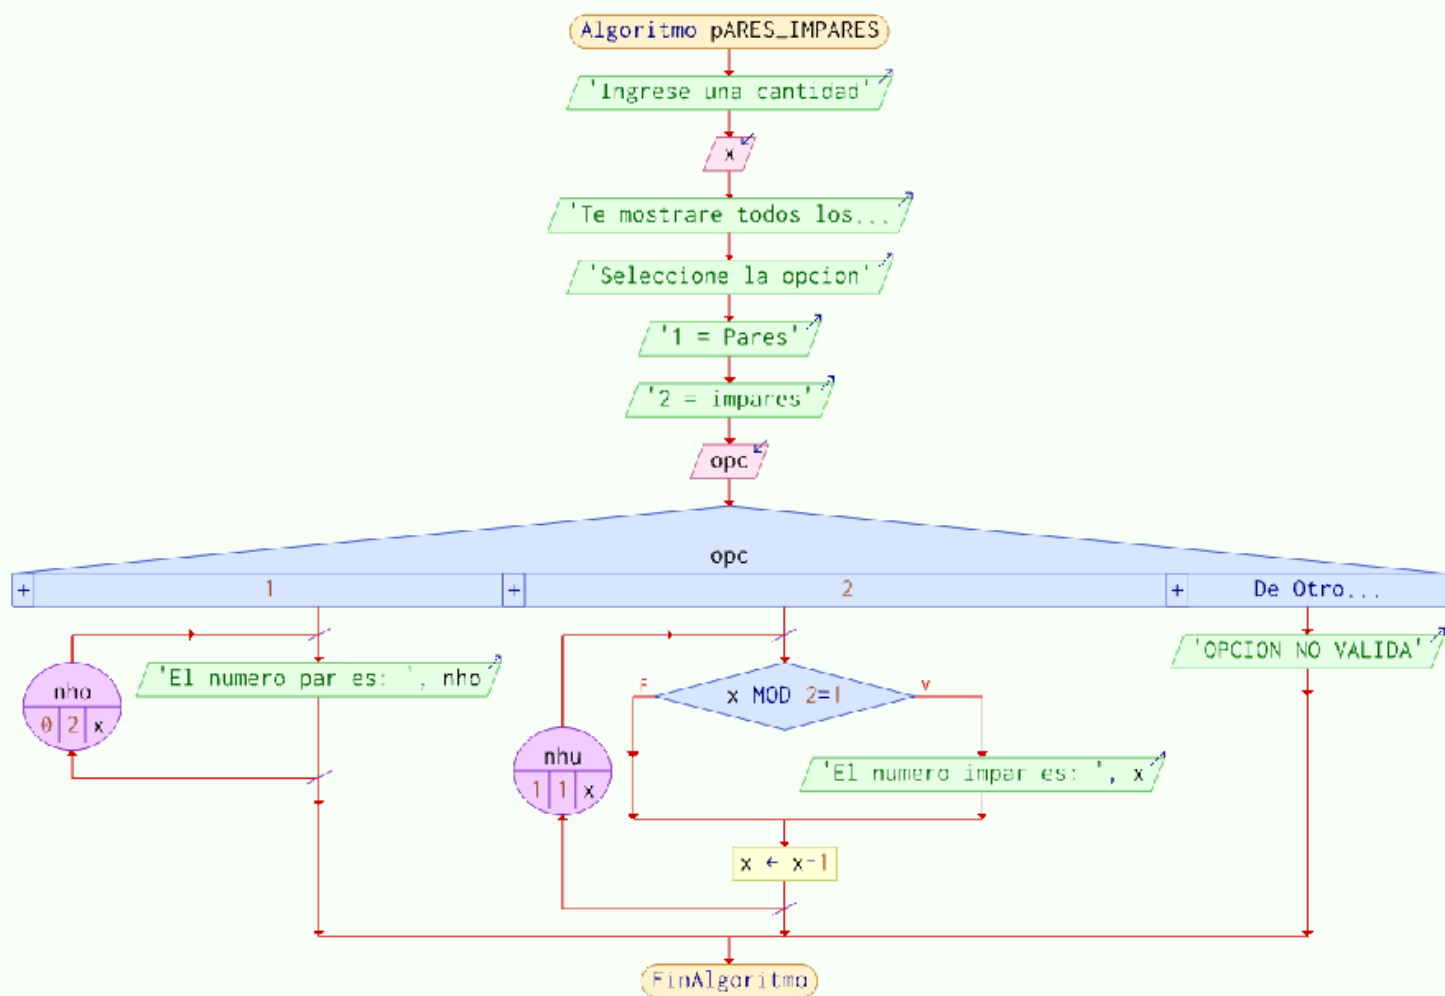 Algoritmo pARES_IMPARES
'Ingrese una cantidad'
x
'Te mostrare todos los...
'Seleccione la opcion'
'1 = Pares'
'2 = impares'
opc
opc
+ 1 + 2 + De Otro...
'OPCION NO VALIDA'
nho
0 2 x
'El numero par es: ', nho
F x MOD 2=1 V
nhu
1 1 x
'El numero impar es: ', x
x ← x-1
FinAlgoritmo